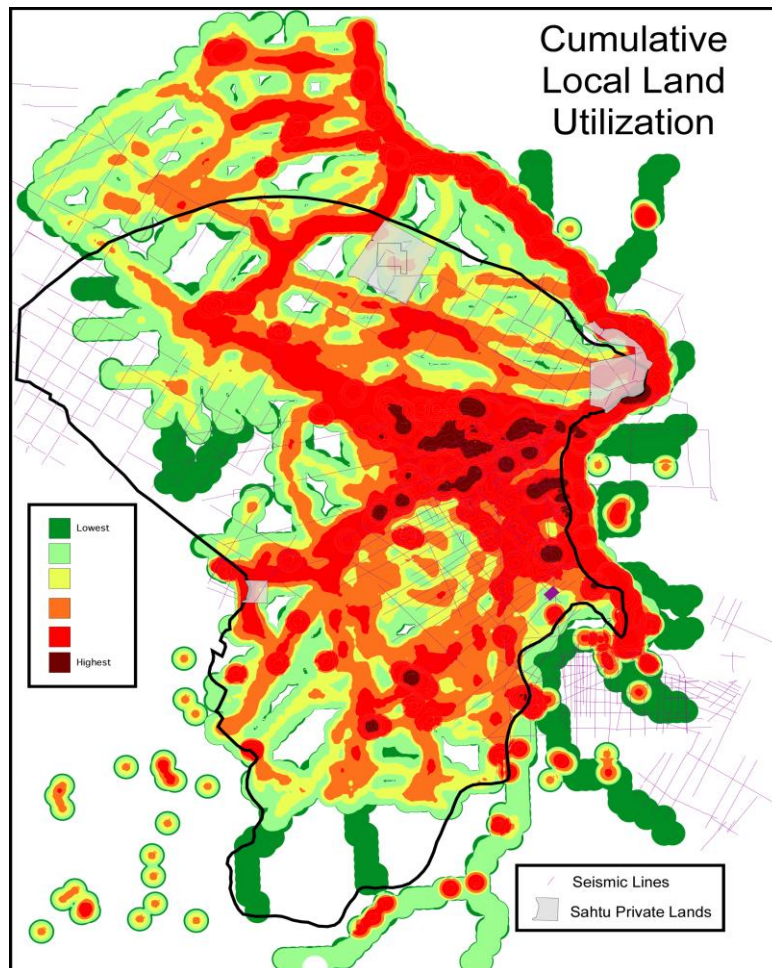 Cumulative
Local Land
Utilization
Lowest
Highest
Seismic Lines
Sahtu Private Lands